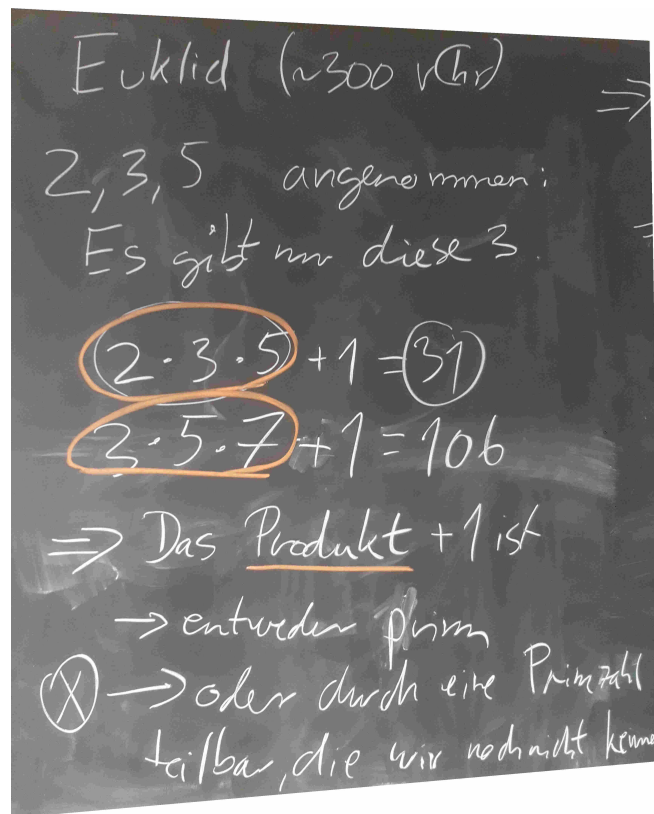 Euklid (~300 vChr)
⇒
2, 3, 5 angenommen:
Es gibt nur diese 3.
(2 · 3 · 5) + 1 = 31
3 · 5 · 7 + 1 = 106
⇒ Das Produkt + 1 ist
→ entweder prim
X → oder durch eine Primzahl
teilbar, die wir noch nicht kenne